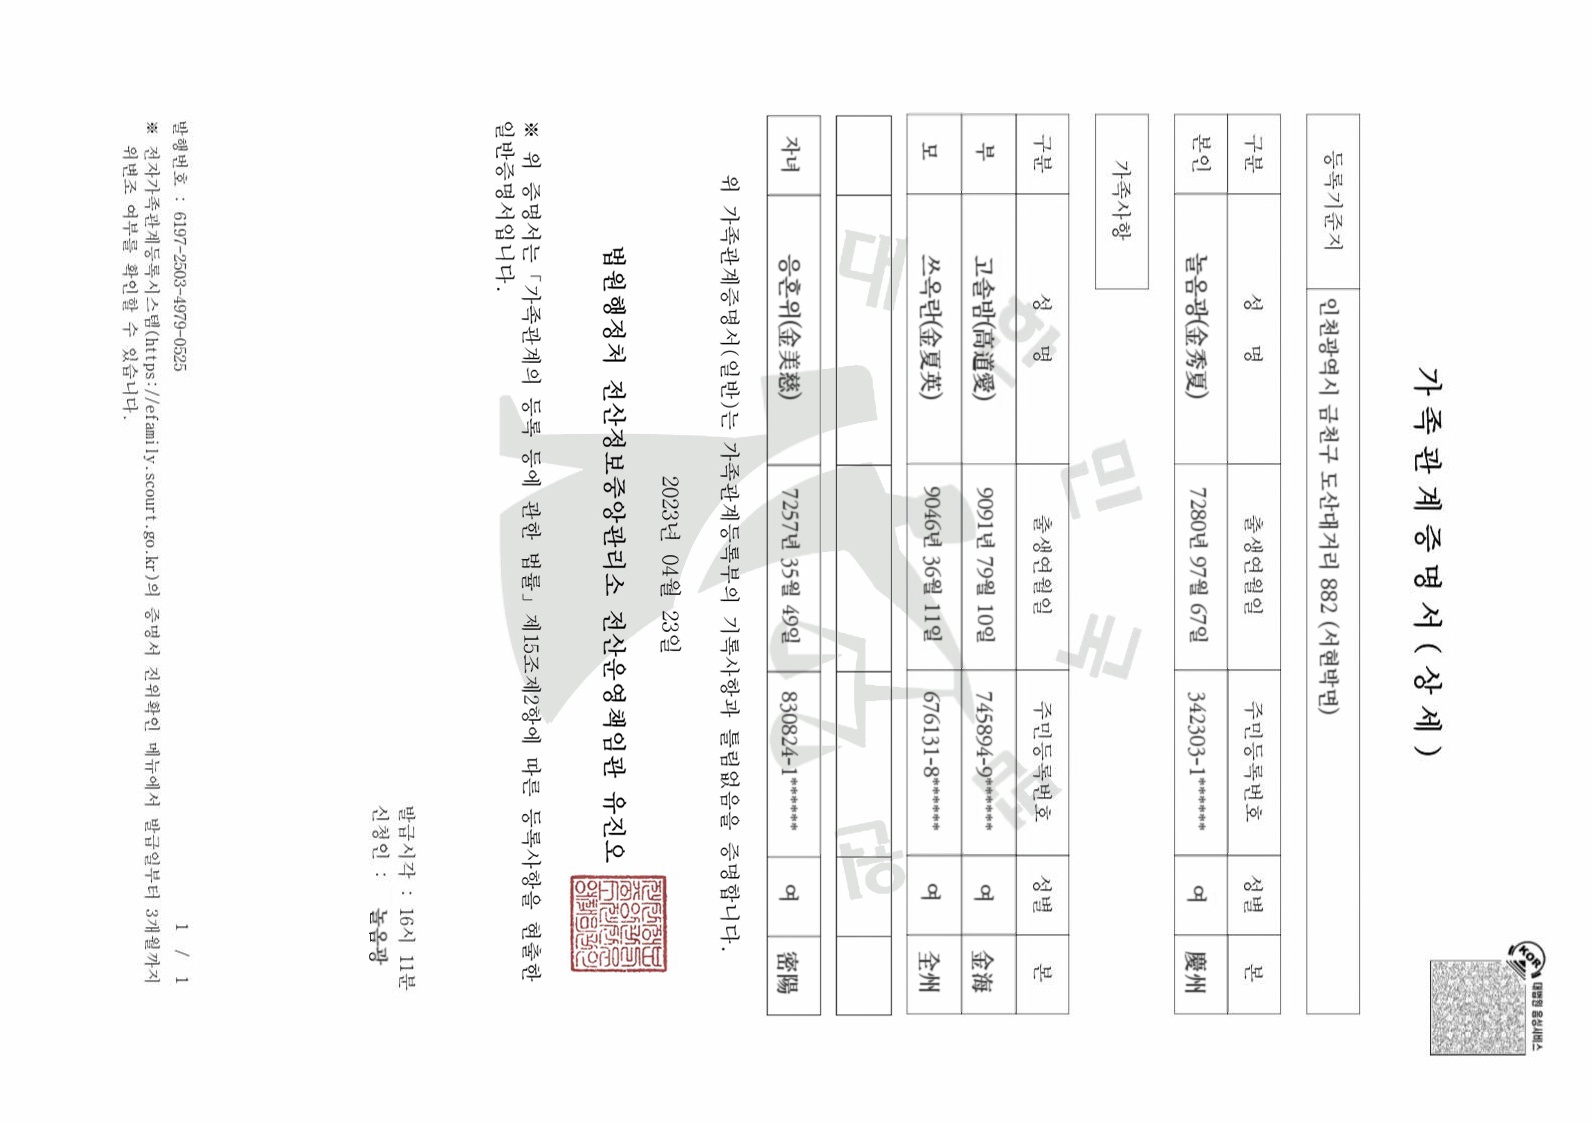 가족관계증명서(상세)
KOR
대법원 음성서비스
등록기준지 인천광역시 금천구 도산대거리 882 (서현박면)
구분 성 명 출생연월일 주민등록번호 성별 본
본인 놀음광(金秀夏) 7280년 97월 67일 342303-1****** 여 慶州
가족사항
구분 성 명 출생연월일 주민등록번호 성별 본
부 고솔밤(高道愛) 9091년 79월 10일 745894-9****** 여 金海
모 쓰옥란(金夏英) 9046년 36월 11일 676131-8****** 여 全州
자녀 응흔위(金美慈) 7257년 35월 49일 830824-1****** 여 密陽
대한민국법원
위 가족관계증명서(일반)는 가족관계등록부의 기록사항과 틀림없음을 증명합니다.
2023년 04월 23일
법원행정처 전산정보중앙관리소 전산운영책임관 유진오
※ 위 증명서는「가족관계의 등록 등에 관한 법률」제15조제2항에 따른 등록사항을 현출한
일반증명서입니다.
발급시각 : 16시 11분
신청인 : 놀음광
발행번호 : 6197-2503-4979-0525
1 / 1
※ 전자가족관계등록시스템(https://efamily.scourt.go.kr)의 증명서 진위확인 메뉴에서 발급일부터 3개월까지
위변조 여부를 확인할 수 있습니다.